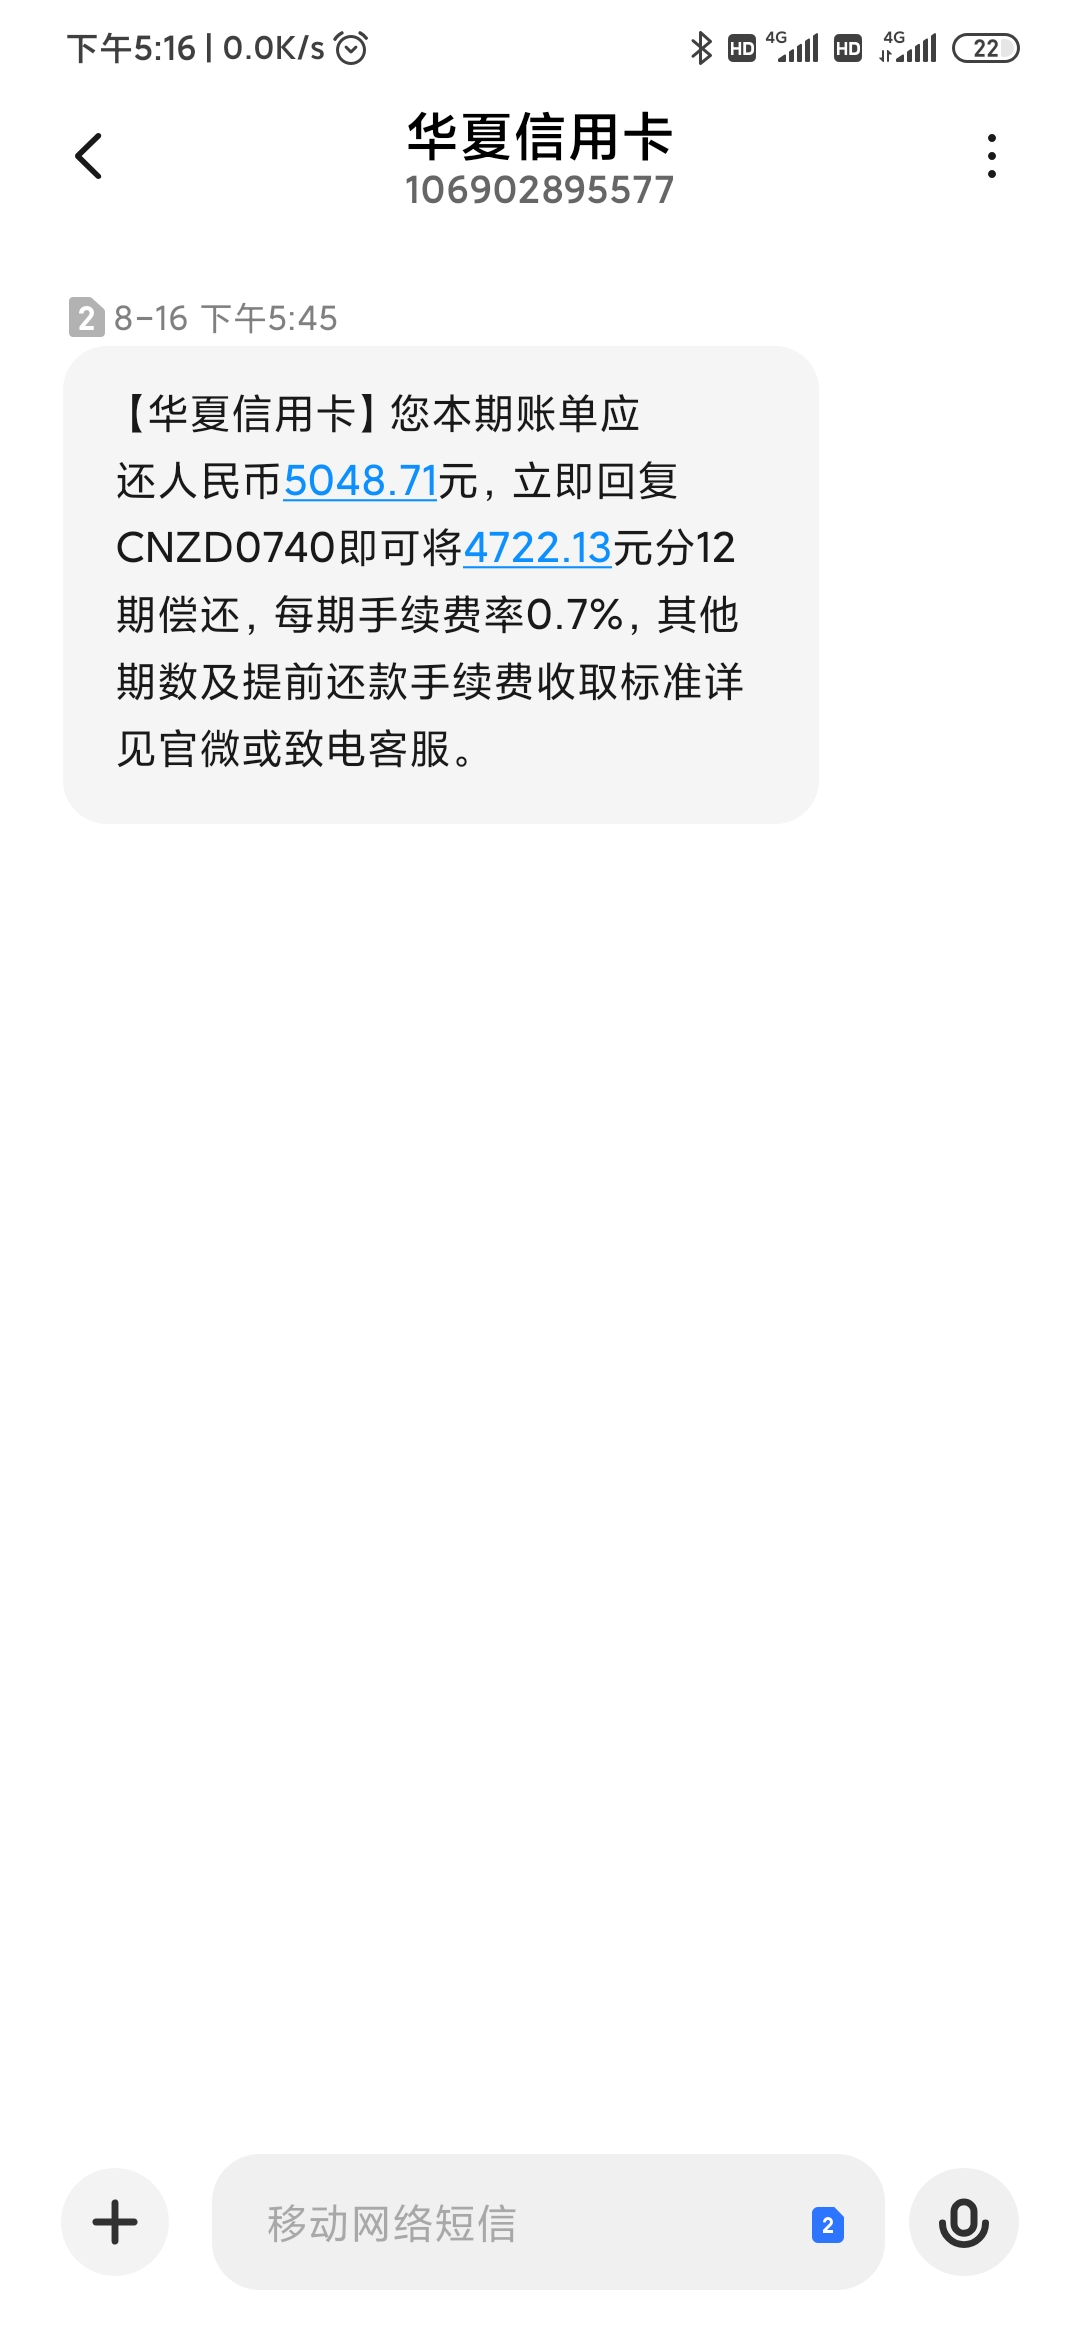 下午5:16 | 0.0K/s
HD 4G HD 4G 22
华夏信用卡
106902895577
2 8-16 下午5:45
【华夏信用卡】您本期账单应
还人民币5048.71元，立即回复
CNZD0740即可将4722.13元分12
期偿还，每期手续费率0.7%，其他
期数及提前还款手续费收取标准详
见官微或致电客服。
移动网络短信 2